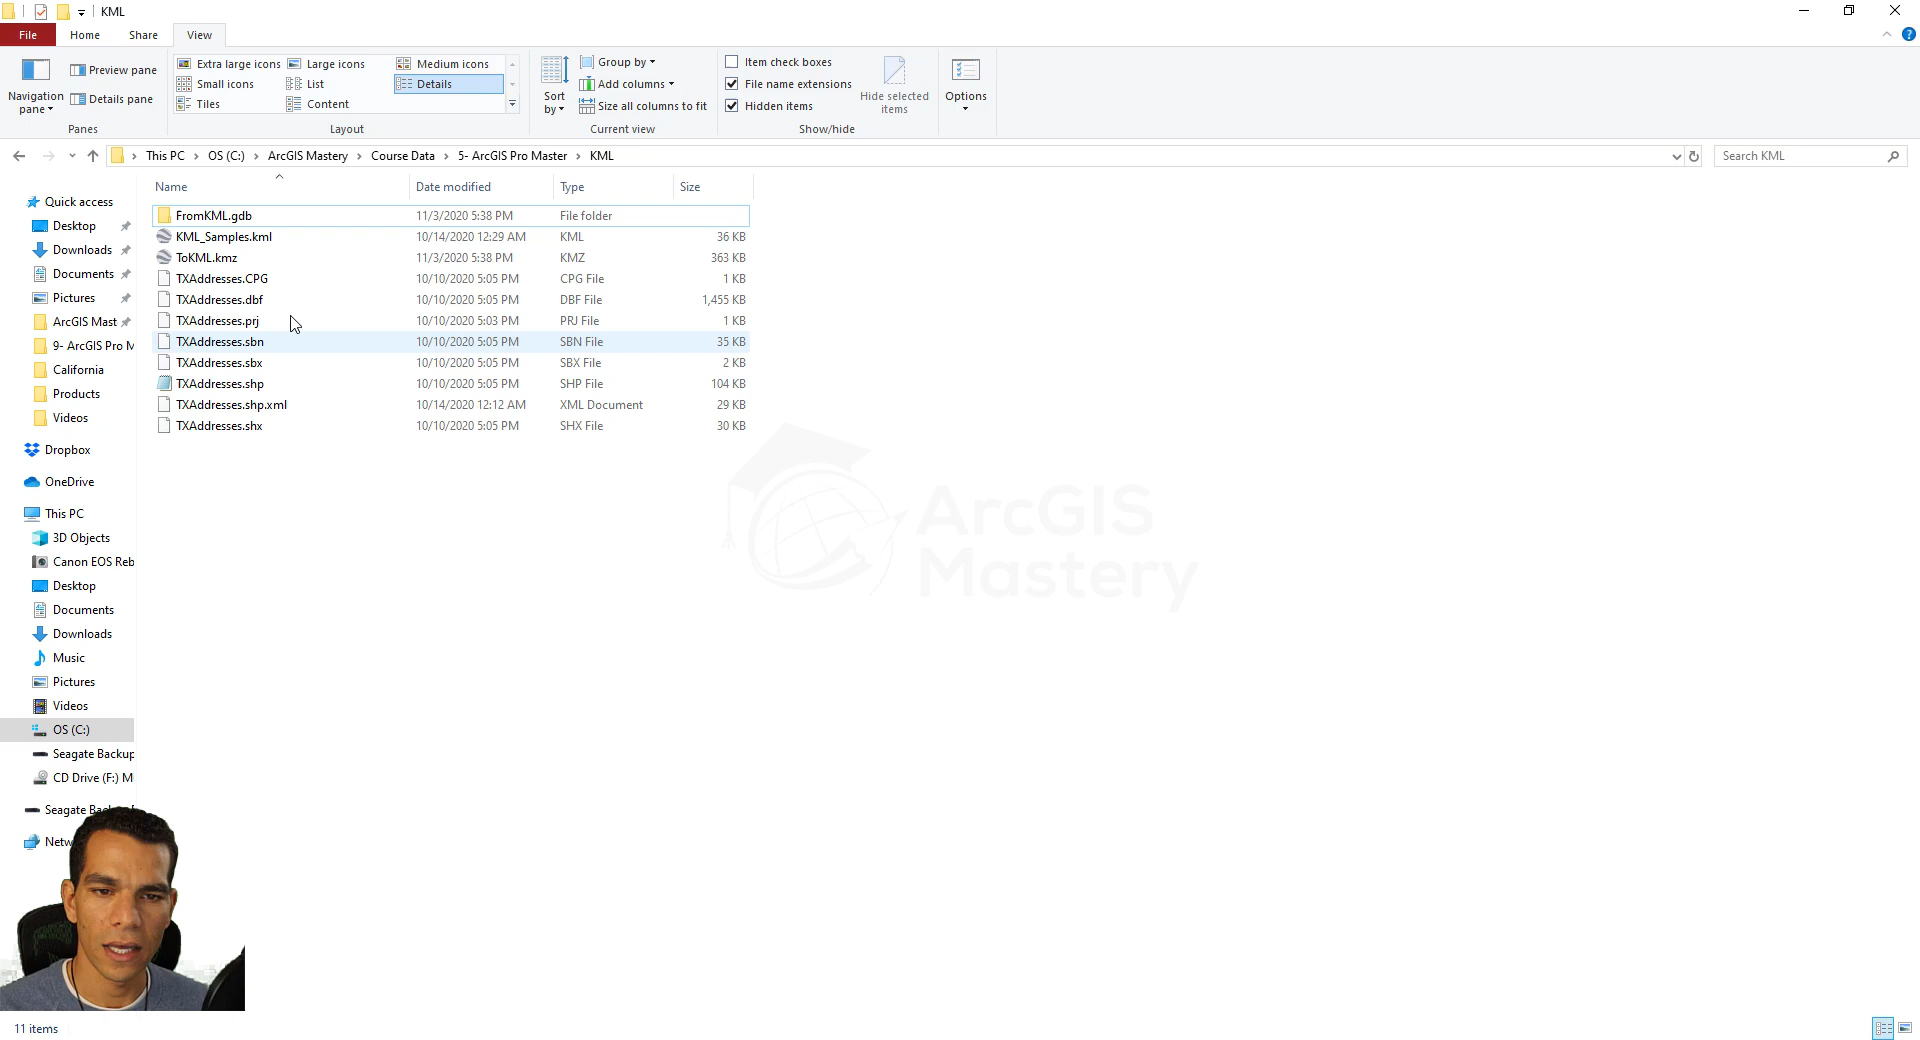 KML
File Home Share View
Navigation pane
Preview pane
Details pane
Panes
Extra large icons Large icons Medium icons
Small icons List Details
Tiles Content
Layout
Sort by
Group by
Add columns
Size all columns to fit
Current view
Item check boxes
File name extensions
Hidden items
Hide selected items
Show/hide
Options
This PC OS (C:) ArcGIS Mastery Course Data 5- ArcGIS Pro Master KML
Search KML
Name Date modified Type Size
FromKML.gdb 11/3/2020 5:38 PM File folder
KML_Samples.kml 10/14/2020 12:29 AM KML 36 KB
ToKML.kmz 11/3/2020 5:38 PM KMZ 363 KB
TXAddresses.CPG 10/10/2020 5:05 PM CPG File 1 KB
TXAddresses.dbf 10/10/2020 5:05 PM DBF File 1,455 KB
TXAddresses.prj 10/10/2020 5:03 PM PRJ File 1 KB
TXAddresses.sbn 10/10/2020 5:05 PM SBN File 35 KB
TXAddresses.sbx 10/10/2020 5:05 PM SBX File 2 KB
TXAddresses.shp 10/10/2020 5:05 PM SHP File 104 KB
TXAddresses.shp.xml 10/14/2020 12:12 AM XML Document 29 KB
TXAddresses.shx 10/10/2020 5:05 PM SHX File 30 KB
Quick access
Desktop
Downloads
Documents
Pictures
ArcGIS Mast
9- ArcGIS Pro M
California
Products
Videos
Dropbox
OneDrive
This PC
3D Objects
Canon EOS Reb
Desktop
Documents
Downloads
Music
Pictures
Videos
OS (C:)
Seagate Backup
CD Drive (F:) M
Seagate
ArcGIS
Mastery
11 items